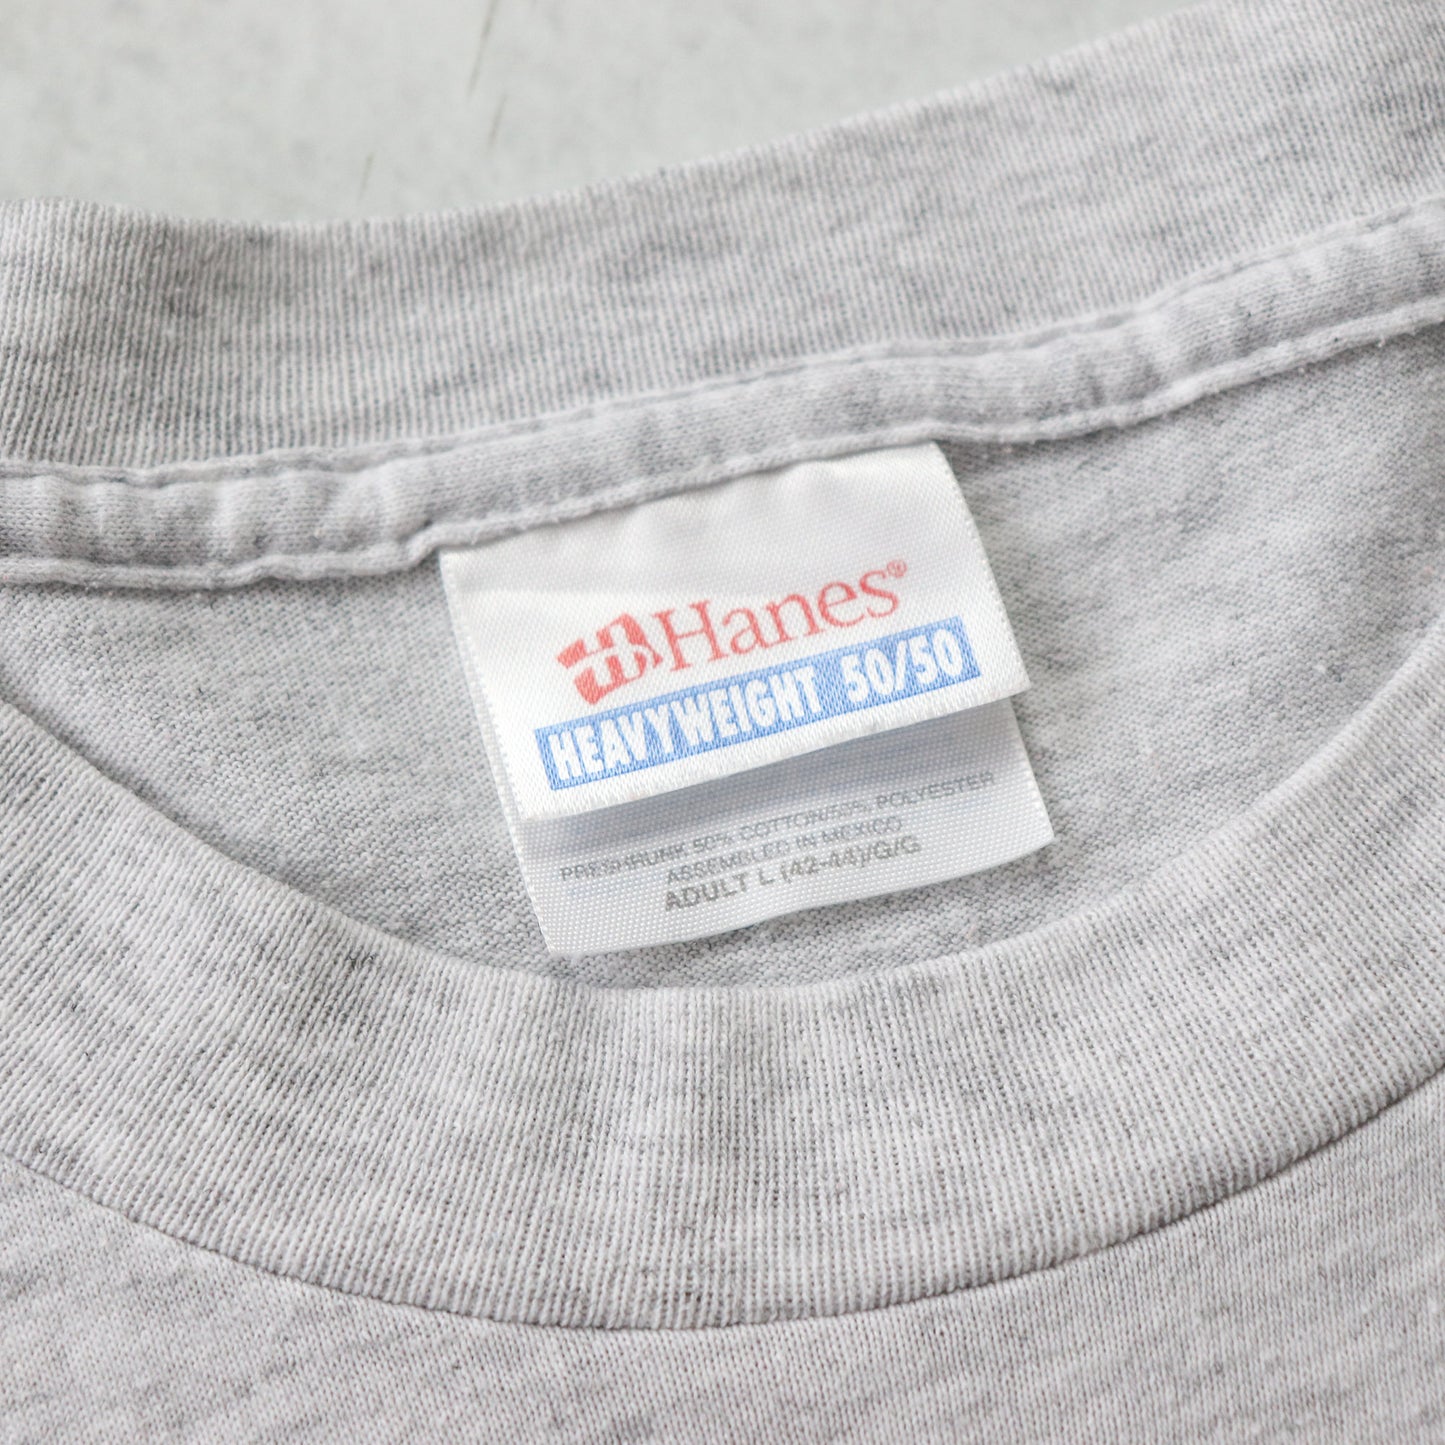 Hanes®
HEAVYWEIGHT 50/50
PRESHRUNK 50% COTTON/50% POLYESTER
ASSEMBLED IN MEXICO
ADULT L (42-44)/G/G